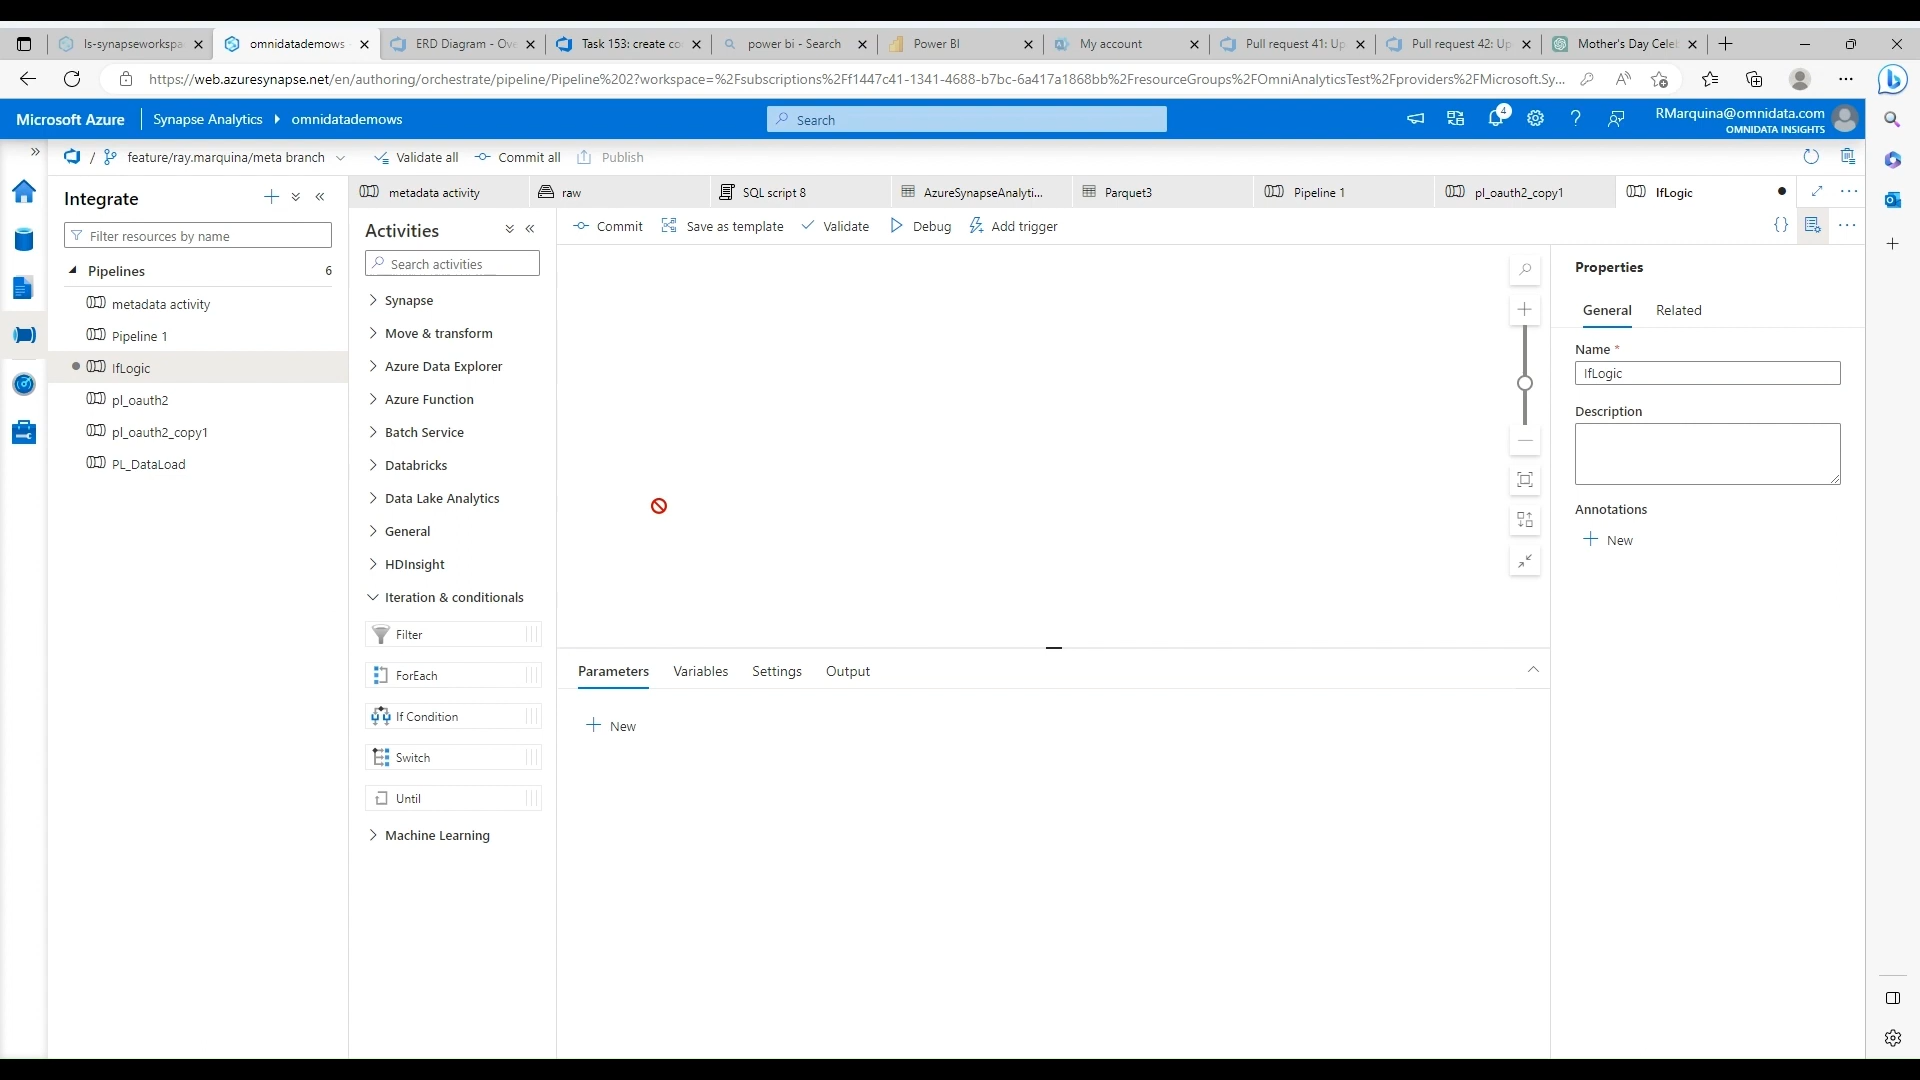 ls-synapseworkspa
omnidatademows
ERD Diagram - Ove
Task 153: create co
power bi - Search
Power BI
My account
Pull request 41: Up
Pull request 42: Up
Mother's Day Celeb
https://web.azuresynapse.net/en/authoring/orchestrate/pipeline/Pipeline%202?workspace=%2Fsubscriptions%2Ff1447c41-1341-4688-b7bc-6a417a1868bb%2FresourceGroups%2FOmniAnalyticsTest%2Fproviders%2FMicrosoft.Sy...
Microsoft Azure
Synapse Analytics
omnidatademows
Search
4
RMarquina@omnidata.com
OMNIDATA INSIGHTS
/ feature/ray.marquina/meta branch
Validate all
Commit all
Publish
Integrate
Filter resources by name
Pipelines 6
metadata activity
Pipeline 1
IfLogic
pl_oauth2
pl_oauth2_copy1
PL_DataLoad
metadata activity
raw
SQL script 8
AzureSynapseAnalyti...
Parquet3
Pipeline 1
pl_oauth2_copy1
IfLogic
Activities
Search activities
Synapse
Move & transform
Azure Data Explorer
Azure Function
Batch Service
Databricks
Data Lake Analytics
General
HDInsight
Iteration & conditionals
Filter
ForEach
If Condition
Switch
Until
Machine Learning
Commit
Save as template
Validate
Debug
Add trigger
Parameters
Variables
Settings
Output
New
Properties
General
Related
Name *
IfLogic
Description
Annotations
New